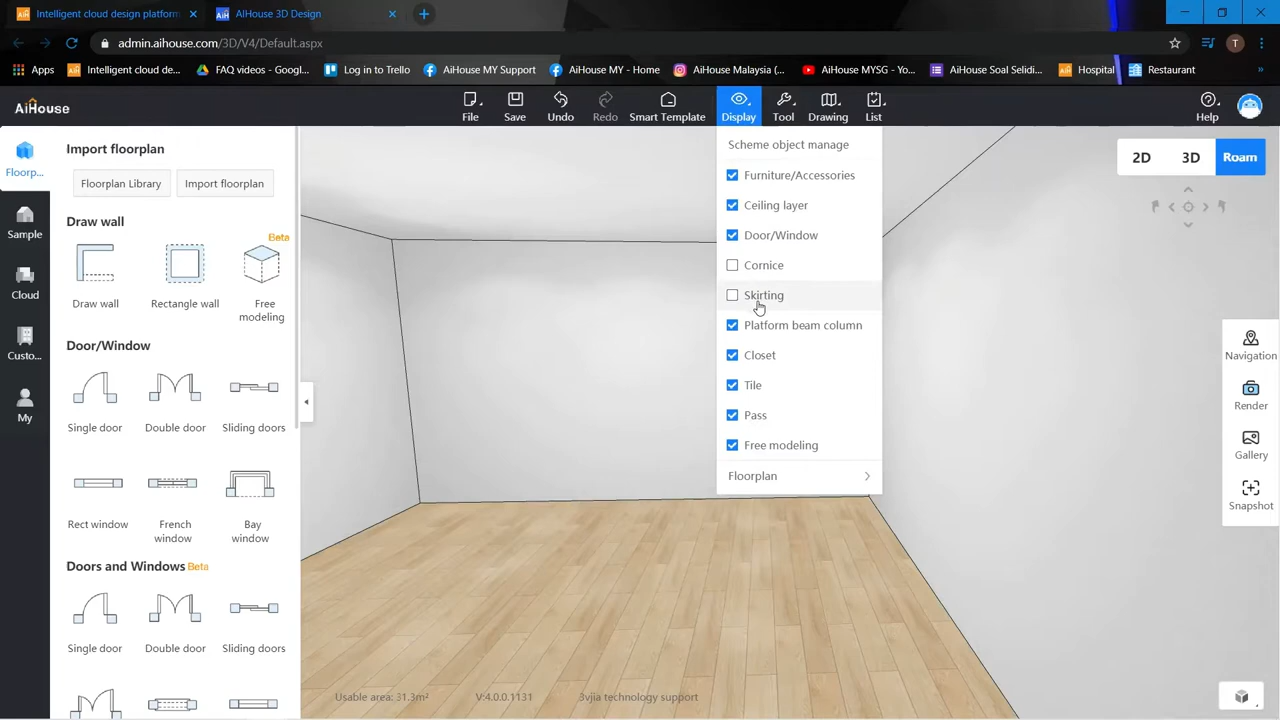 Intelligent cloud design platform
AiHouse 3D Design
admin.aihouse.com/3D/V4/Default.aspx
T
Apps
Intelligent cloud de...
FAQ videos - Googl...
Log in to Trello
AiHouse MY Support
AiHouse MY - Home
AiHouse Malaysia (...
AiHouse MYSG - Yo...
AiHouse Soal Selidi...
Hospital
Restaurant
AiHouse
File
Save
Undo
Redo
Smart Template
Display
Tool
Drawing
List
Help
Floorp...
Sample
Cloud
Custo...
My
Import floorplan
Floorplan Library
Import floorplan
Draw wall
Beta
Draw wall
Rectangle wall
Free
modeling
Door/Window
Single door
Double door
Sliding doors
Rect window
French
window
Bay
window
Doors and Windows Beta
Single door
Double door
Sliding doors
Scheme object manage
Furniture/Accessories
Ceiling layer
Door/Window
Cornice
Skirting
Platform beam column
Closet
Tile
Pass
Free modeling
Floorplan
2D
3D
Roam
Navigation
Render
Gallery
Snapshot
Usable area: 31.3m²
V:4.0.0.1131
3vjia technology support